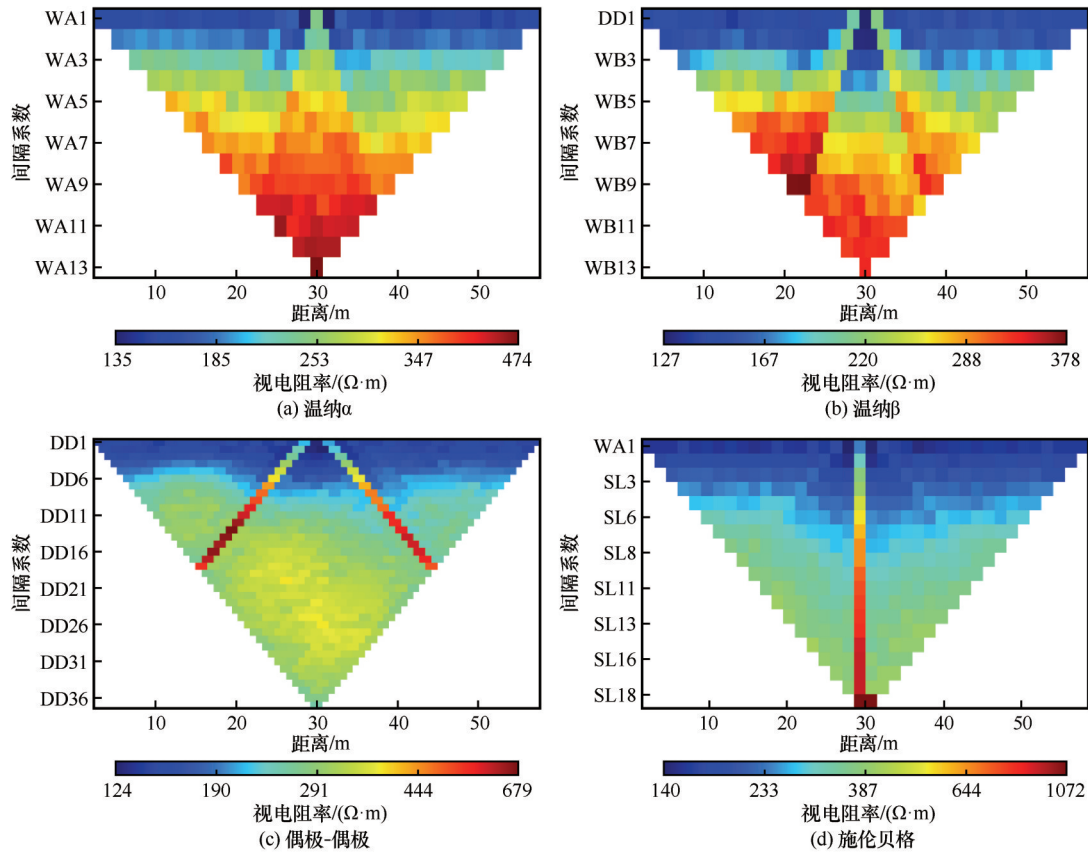 WA1
WA3
WA5
WA7
WA9
WA11
WA13
间隔系数
10 20 30 40 50
距离/m
135 185 253 347 474
视电阻率/(Ω·m)
(a) 温纳α
DD1
WB3
WB5
WB7
WB9
WB11
WB13
间隔系数
10 20 30 40 50
距离/m
127 167 220 288 378
视电阻率/(Ω·m)
(b) 温纳β
DD1
DD6
DD11
DD16
DD21
DD26
DD31
DD36
间隔系数
10 20 30 40 50
距离/m
124 190 291 444 679
视电阻率/(Ω·m)
(c) 偶极-偶极
WA1
SL3
SL6
SL8
SL11
SL13
SL16
SL18
间隔系数
10 20 30 40 50
距离/m
140 233 387 644 1072
视电阻率/(Ω·m)
(d) 施伦贝格